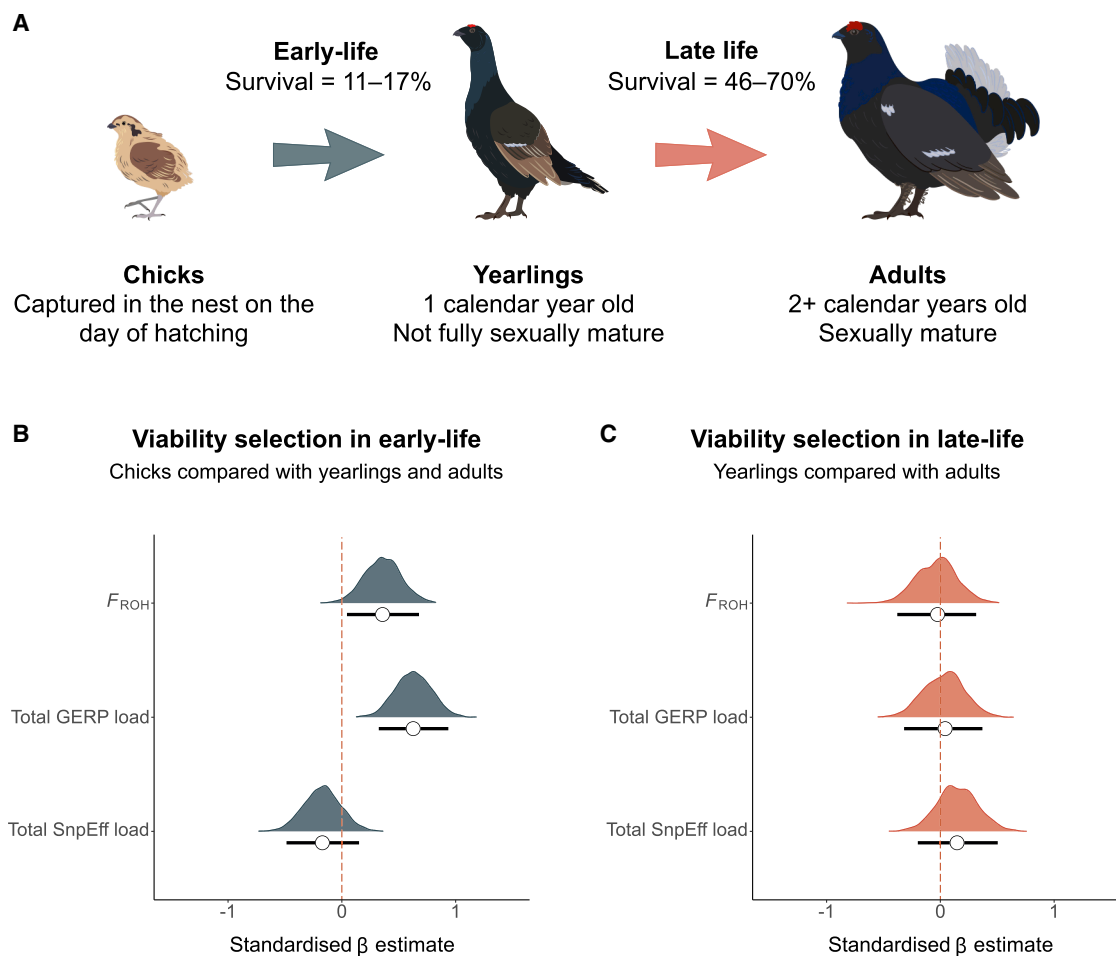 A
Early-life
Survival = 11–17%
Late life
Survival = 46–70%
Chicks
Captured in the nest on the
day of hatching
Yearlings
1 calendar year old
Not fully sexually mature
Adults
2+ calendar years old
Sexually mature
B
Viability selection in early-life
Chicks compared with yearlings and adults
FROH
Total GERP load
Total SnpEff load
-1 0 1
Standardised β estimate
C
Viability selection in late-life
Yearlings compared with adults
FROH
Total GERP load
Total SnpEff load
-1 0 1
Standardised β estimate